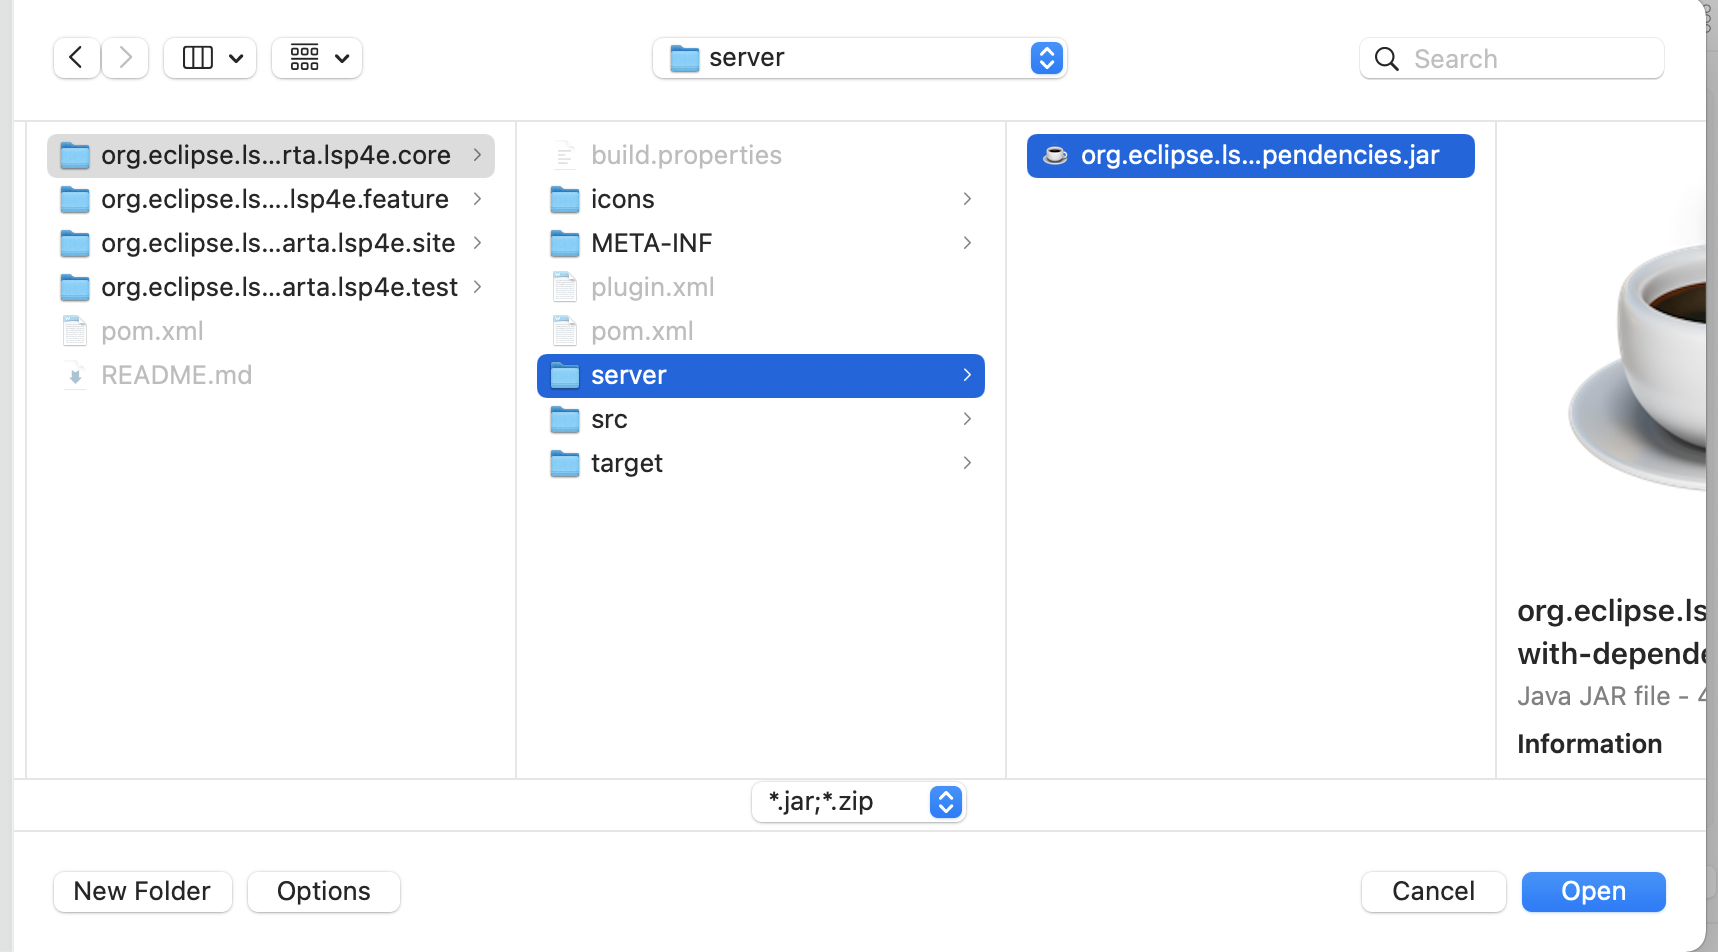 server
Search
org.eclipse.ls...rta.lsp4e.core
org.eclipse.ls....lsp4e.feature
org.eclipse.ls...arta.lsp4e.site
org.eclipse.ls...arta.lsp4e.test
pom.xml
README.md
build.properties
icons
META-INF
plugin.xml
pom.xml
server
src
target
org.eclipse.ls...pendencies.jar
org.eclipse.ls
with-depende
Java JAR file - 4
Information
*.jar;*.zip
New Folder
Options
Cancel
Open